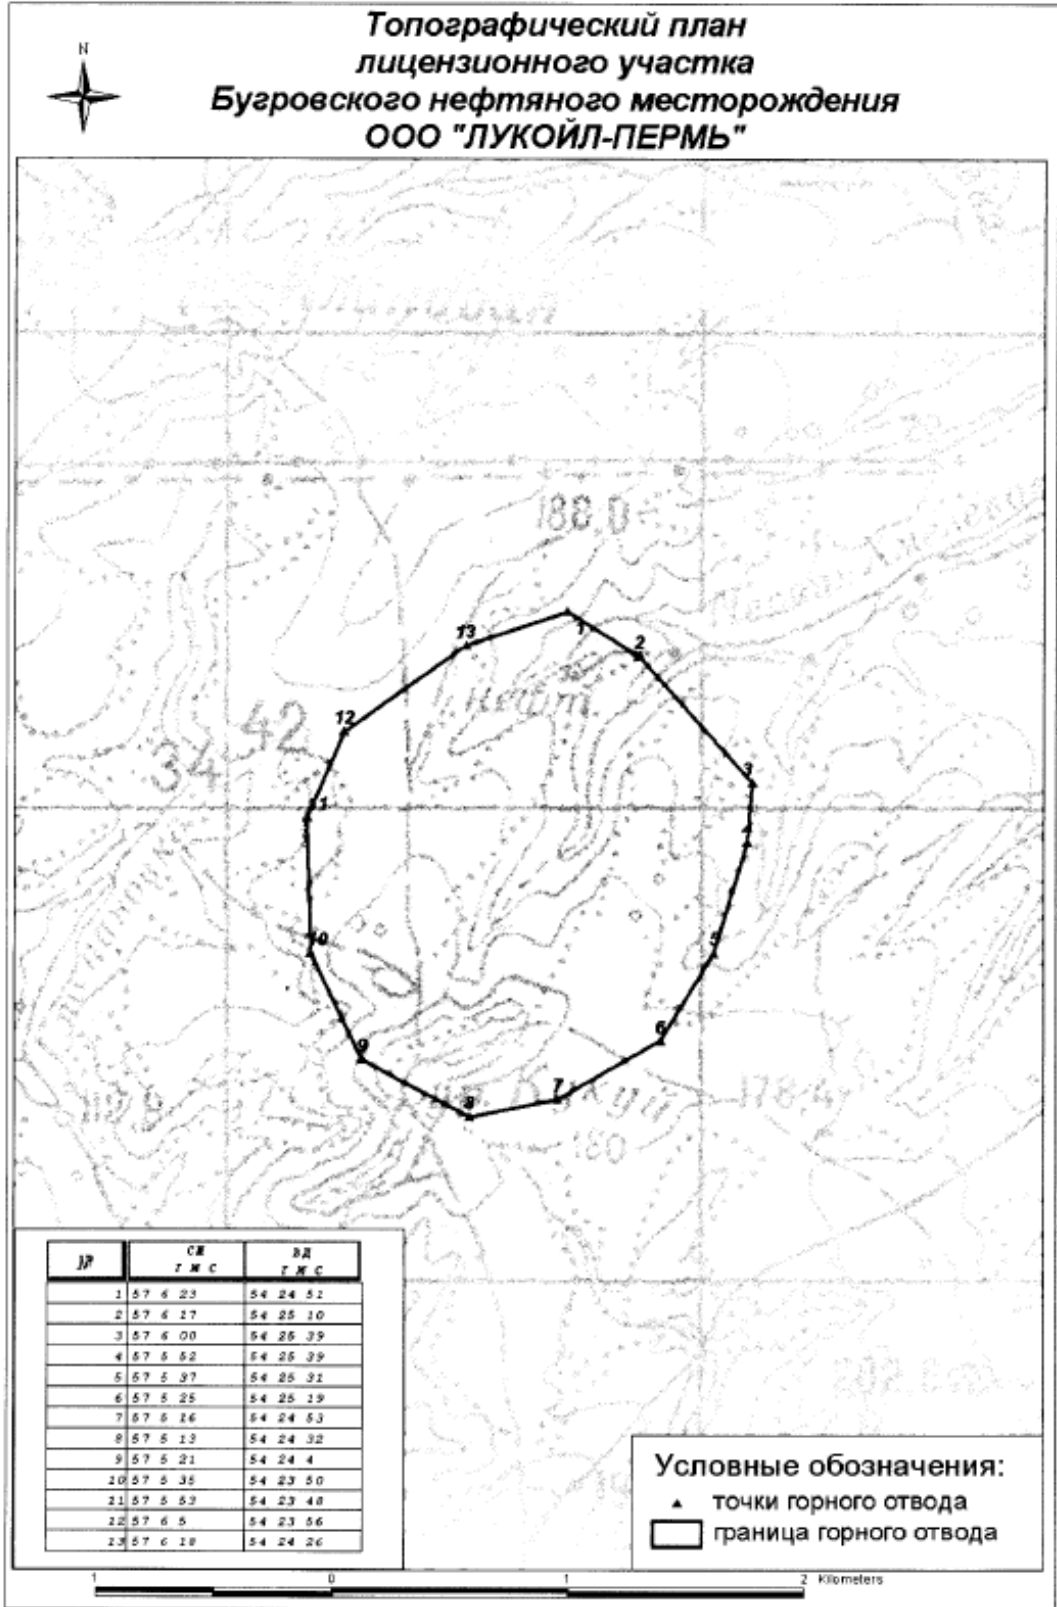 Топографический план
лицензионного участка
Бугровского нефтяного месторождения
ООО "ЛУКОЙЛ-ПЕРМЬ"
N
188.0
13
1
2
нефт.
12
42
34
3
11
10
5
6
9
7
8
178.4
180
№ СШ ВД
Г М С Г М С
1 57 6 23 54 24 51
2 57 6 17 54 25 10
3 57 6 00 54 25 39
4 57 5 52 54 25 39
5 57 5 37 54 25 31
6 57 5 25 54 25 19
7 57 5 16 54 24 53
8 57 5 13 54 24 32
9 57 5 21 54 24 4
10 57 5 35 54 23 50
11 57 5 53 54 23 48
12 57 6 5 54 23 56
13 57 6 18 54 24 26
Условные обозначения:
точки горного отвода
граница горного отвода
1 0 1 2 Kilometers